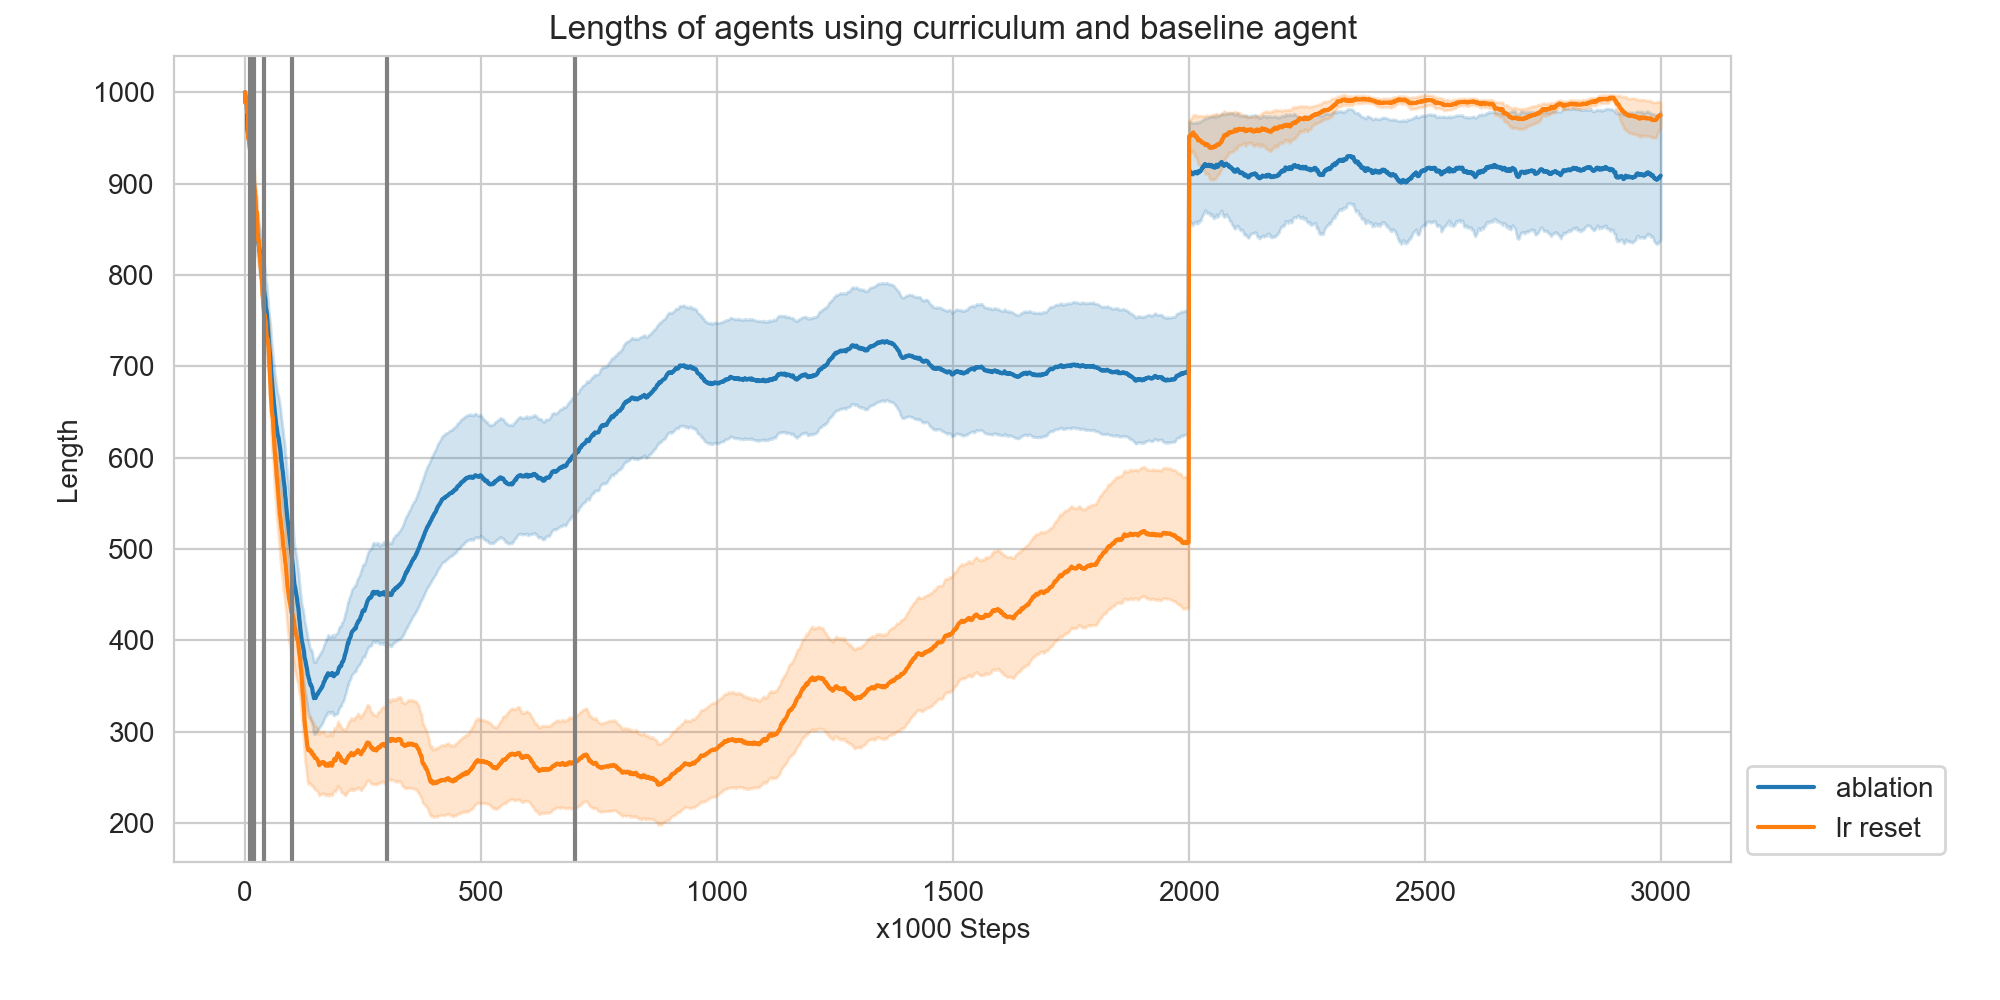 Lengths of agents using curriculum and baseline agent
1000
900
800
700
600
500
400
300
200
Length
0 500 1000 1500 2000 2500 3000
x1000 Steps
ablation
lr reset